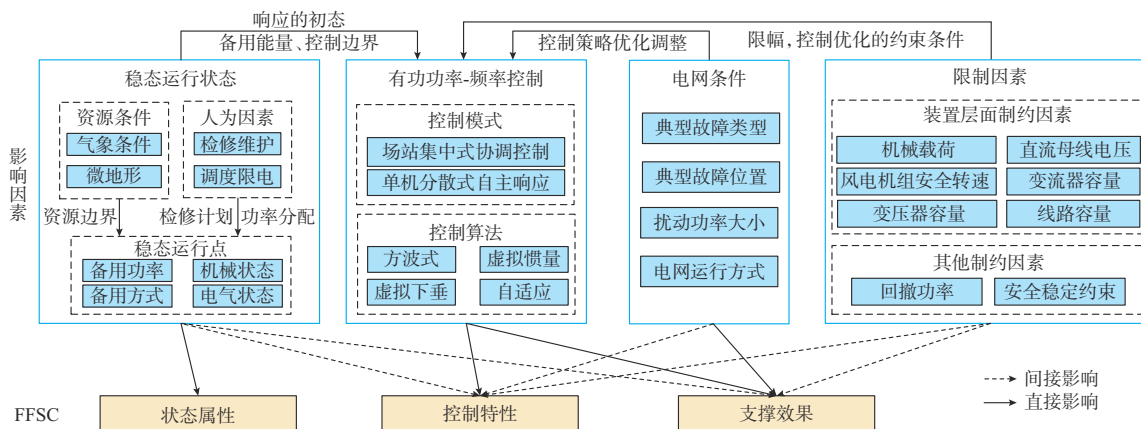 响应的初态
备用能量、控制边界
控制策略优化调整
限幅，控制优化的约束条件
影响因素
稳态运行状态
资源条件
气象条件
微地形
人为因素
检修维护
调度限电
资源边界
检修计划
功率分配
稳态运行点
备用功率
机械状态
备用方式
电气状态
有功功率-频率控制
控制模式
场站集中式协调控制
单机分散式自主响应
控制算法
方波式
虚拟惯量
虚拟下垂
自适应
电网条件
典型故障类型
典型故障位置
扰动功率大小
电网运行方式
限制因素
装置层面制约因素
机械载荷
直流母线电压
风电机组安全转速
变流器容量
变压器容量
线路容量
其他制约因素
回撤功率
安全稳定约束
FFSC
状态属性
控制特性
支撑效果
间接影响
直接影响